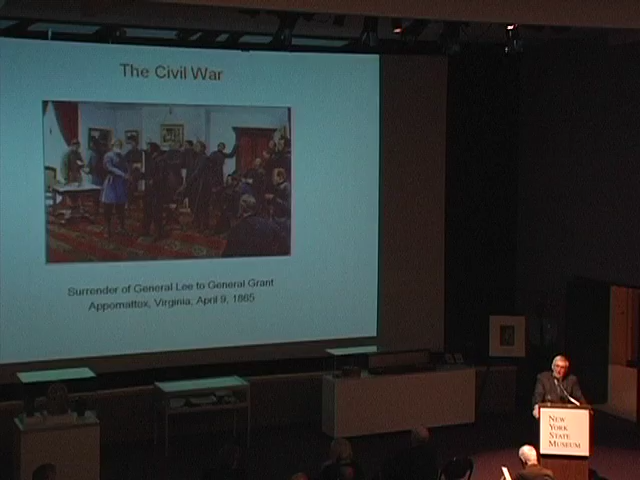 The Civil War
Surrender of General Lee to General Grant
Appomattox, Virginia, April 9, 1865
NEW
YORK
STATE
MUSEUM